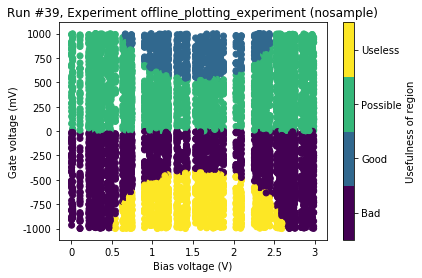 Run #39, Experiment offline_plotting_experiment (nosample)
1000
750
500
250
0
-250
-500
-750
-1000
Gate voltage (mV)
0
0.5
1
1.5
2
2.5
3
Bias voltage (V)
Useless
Possible
Good
Bad
Usefulness of region